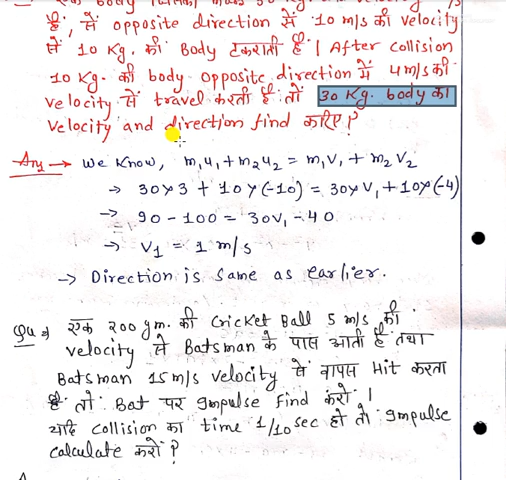 है, से opposite direction से 10 m/s की velocity
से 10 Kg. की Body टकराती है। After collision
10 Kg. की body opposite direction में 4 m/s की
velocity से travel करती है तो 30 Kg. body का
velocity and direction find करिए?
Ans → We know, m₁u₁ + m₂u₂ = m₁v₁ + m₂v₂
→ 30×3 + 10×(-10) = 30×v₁ + 10×(-4)
→ 90 - 100 = 30v₁ - 40
→ v₁ = 1 m/s
→ Direction is same as earlier.
Qu ⇒ एक 200 gm. की Cricket Ball 5 m/s की
velocity से Batsman के पास आती है तथा
Batsman 15 m/s velocity से वापस Hit करता
है तो Bat पर Impulse find करो।
यदि collision का time 1/10 sec हो तो Impulse
calculate करो?